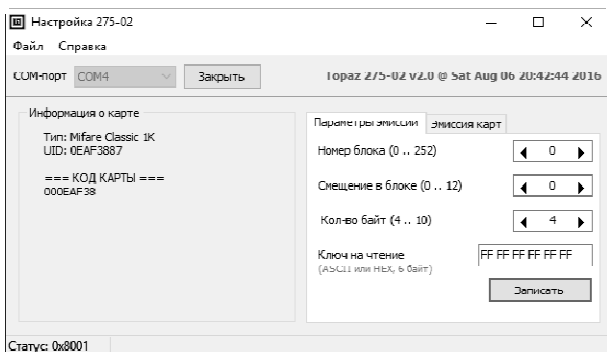 Настройка 275-02
Файл Справка
COM-порт COM4 Закрыть Topaz 275-02 v2.0 @ Sat Aug 06 20:42:44 2016
Информация о карте
Тип: Mifare Classic 1K
UID: 0EAF3887
=== КОД КАРТЫ ===
000EAF38
Параметры эмиссии Эмиссия карт
Номер блока (0 .. 252) 0
Смещение в блоке (0 .. 12) 0
Кол-во байт (4 .. 10) 4
Ключ на чтение FF FF FF FF FF FF
(ASCII или HEX, 6 байт)
Записать
Статус: 0x8001